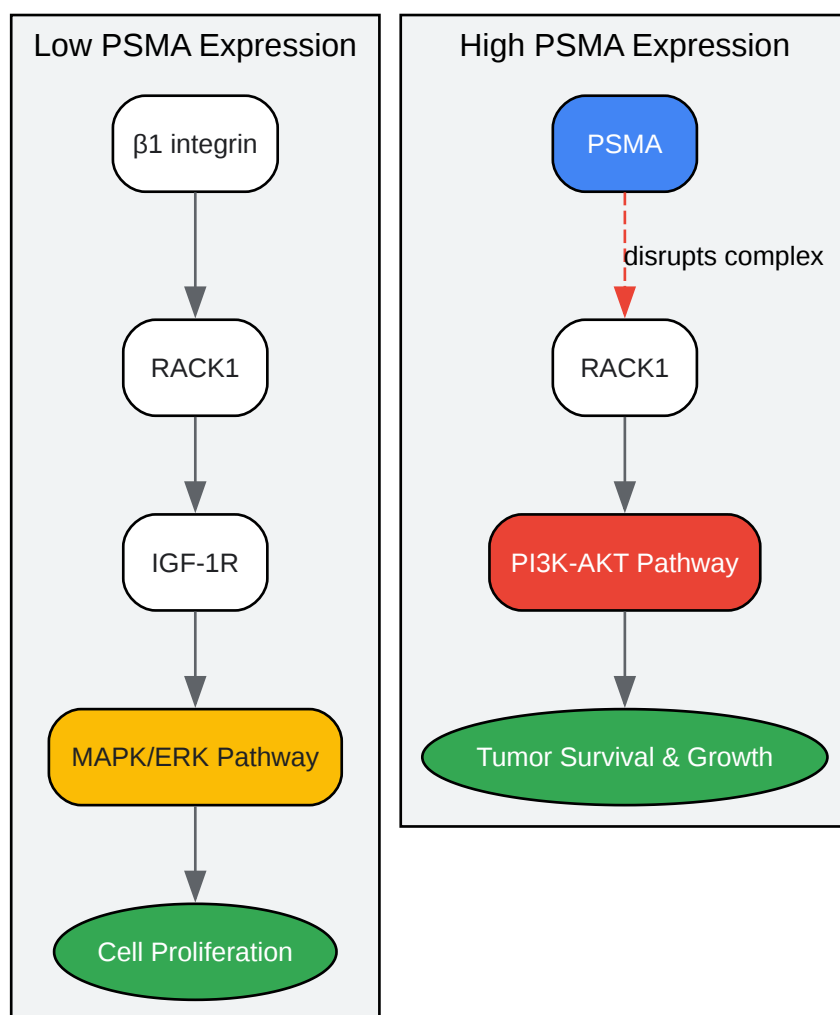 Low PSMA Expression
β1 integrin
RACK1
IGF-1R
MAPK/ERK Pathway
Cell Proliferation
High PSMA Expression
PSMA
disrupts complex
RACK1
PI3K-AKT Pathway
Tumor Survival & Growth